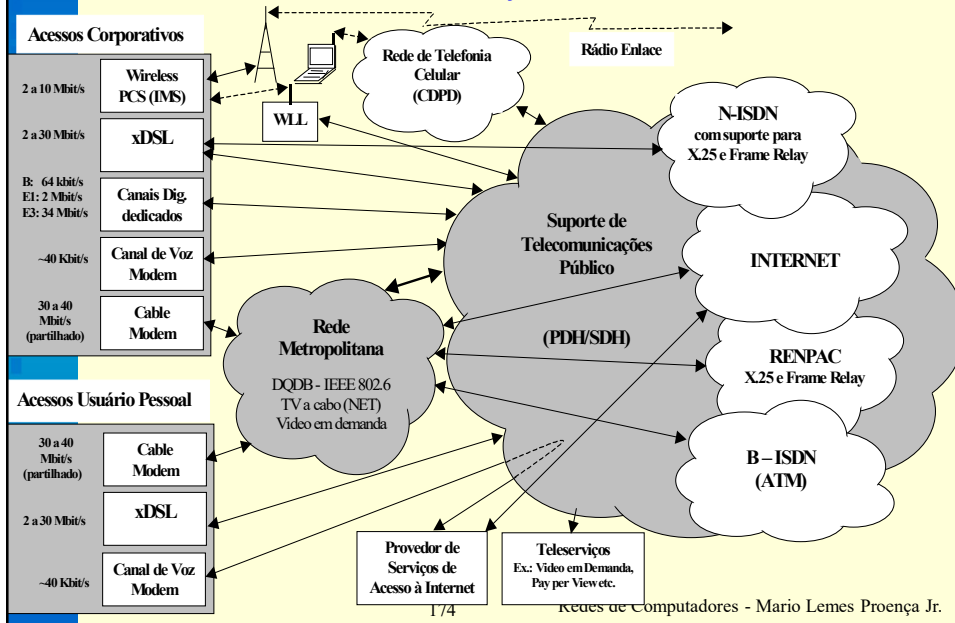 Acessos Corporativos
2 a 10 Mbit/s
Wireless
PCS (IMS)
2 a 30 Mbit/s
xDSL
B: 64 kbit/s
E1: 2 Mbit/s
E3: 34 Mbit/s
Canais Dig.
dedicados
~40 Kbit/s
Canal de Voz
Modem
30 a 40
Mbit/s
(partilhado)
Cable
Modem
WLL
Rede de Telefonia
Celular
(CDPD)
Rádio Enlace
N-ISDN
com suporte para
X.25 e Frame Relay
Suporte de
Telecomunicações
Público
(PDH/SDH)
INTERNET
RENPAC
X.25 e Frame Relay
B – ISDN
(ATM)
Rede
Metropolitana
DQDB - IEEE 802.6
TV a cabo (NET)
Video em demanda
Acessos Usuário Pessoal
30 a 40
Mbit/s
(partilhado)
Cable
Modem
2 a 30 Mbit/s
xDSL
~40 Kbit/s
Canal de Voz
Modem
Provedor de
Serviços de
Acesso à Internet
Teleserviços
Ex.: Video em Demanda,
Pay per View etc.
174
Redes de Computadores - Mario Lemes Proença Jr.